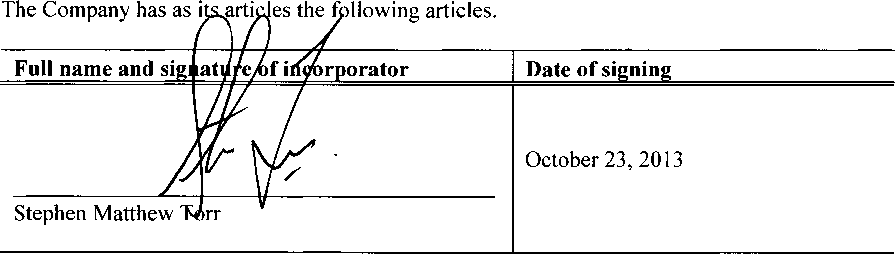 The Company has as its articles the following articles.
Full name and signature of incorporator
Date of signing
October 23, 2013
Stephen Matthew Torr